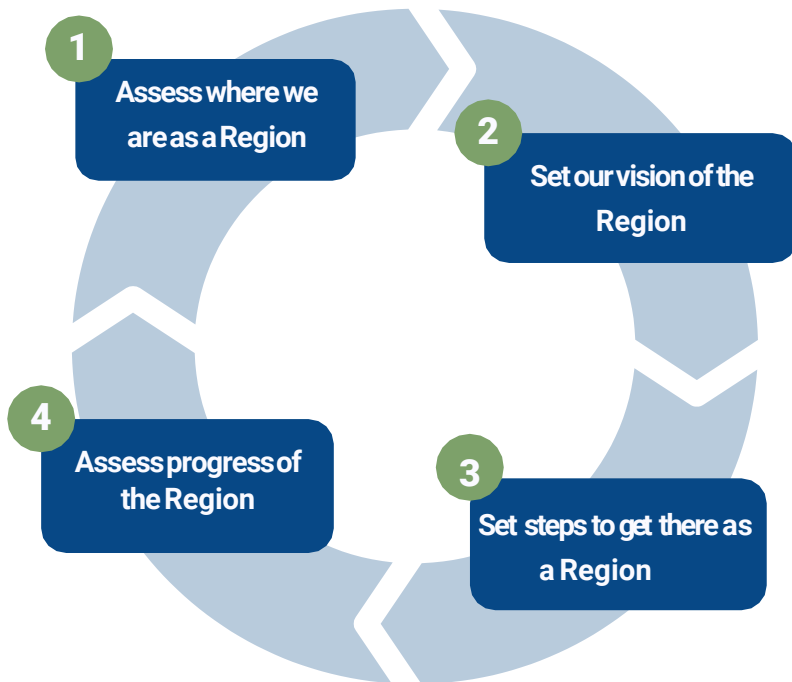 1
Assess where we
are as a Region
2
Set our vision of the
Region
3
Set steps to get there as
a Region
4
Assess progress of
the Region